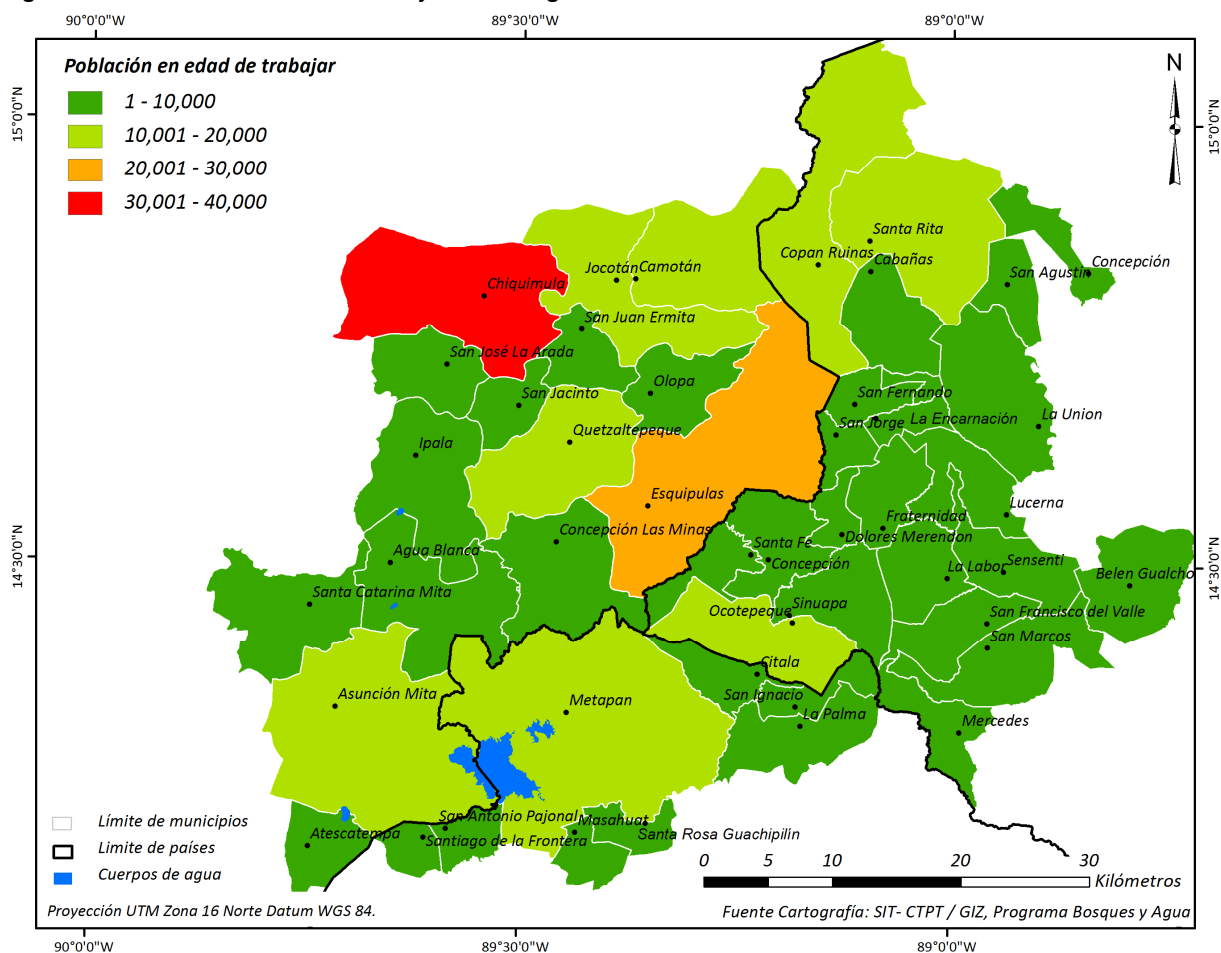 90°0'0"W 89°30'0"W 89°0'0"W
N
Población en edad de trabajar
1 - 10,000
10,001 - 20,000
20,001 - 30,000
30,001 - 40,000
15°0'0"N
15°0'0"N
Santa Rita
Copan Ruinas
Cabañas
Concepción
San Agustin
Jocotán
Camotán
Chiquimula
San Juan Ermita
San José La Arada
Olopa
San Jacinto
San Fernando
La Encarnación
San Jorge
La Union
Quetzaltepeque
Ipala
Esquipulas
Lucerna
Fraternidad
Concepción Las Minas
Dolores Merendon
Santa Fe
Agua Blanca
Concepción
La Labor
Sensenti
Belen Gualcho
14°30'0"N
14°30'0"N
Santa Catarina Mita
Sinuapa
Ocotepeque
San Francisco del Valle
San Marcos
Citala
Asunción Mita
Metapan
San Ignacio
La Palma
Mercedes
San Antonio Pajonal
Masahuat
Atescatempa
Santiago de la Frontera
Santa Rosa Guachipilin
Límite de municipios
Limite de países
Cuerpos de agua
0 5 10 20 30
Kilómetros
Proyección UTM Zona 16 Norte Datum WGS 84.
Fuente Cartografía: SIT- CTPT / GIZ, Programa Bosques y Agua
90°0'0"W 89°30'0"W 89°0'0"W